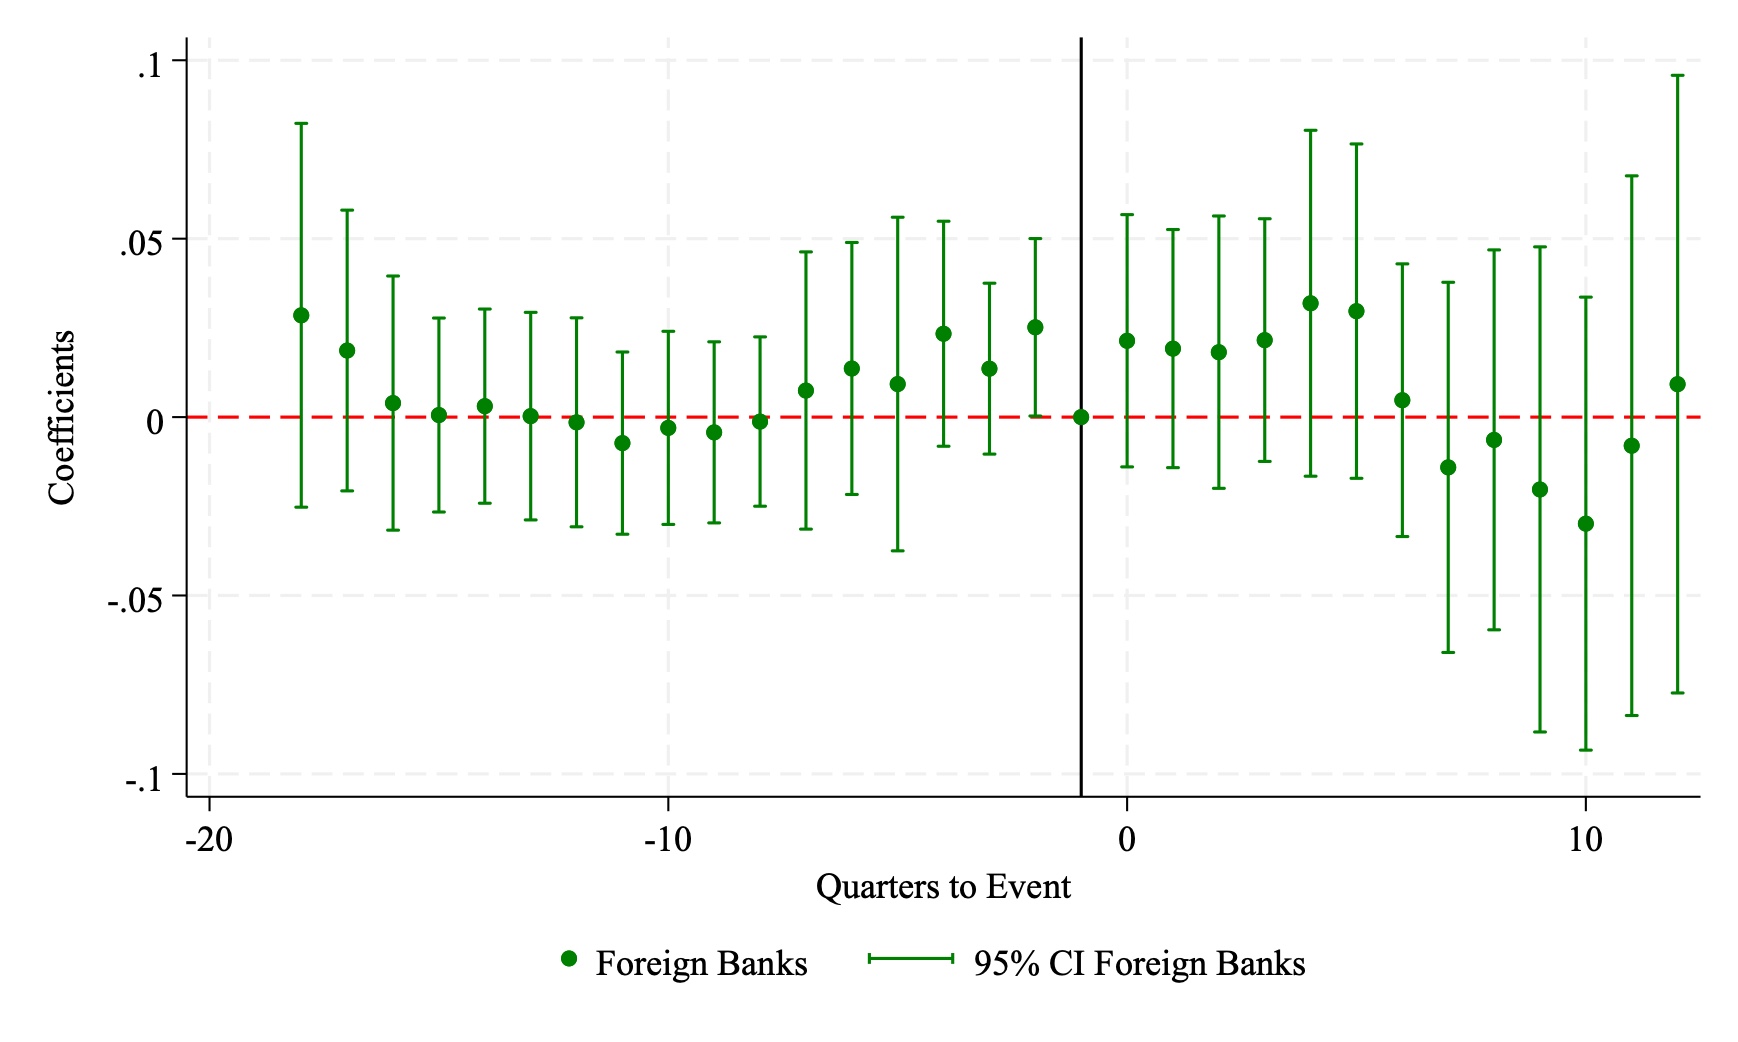 .1
.05
0
-.05
-.1
Coefficients
-20 -10 0 10
Quarters to Event
Foreign Banks 95% CI Foreign Banks